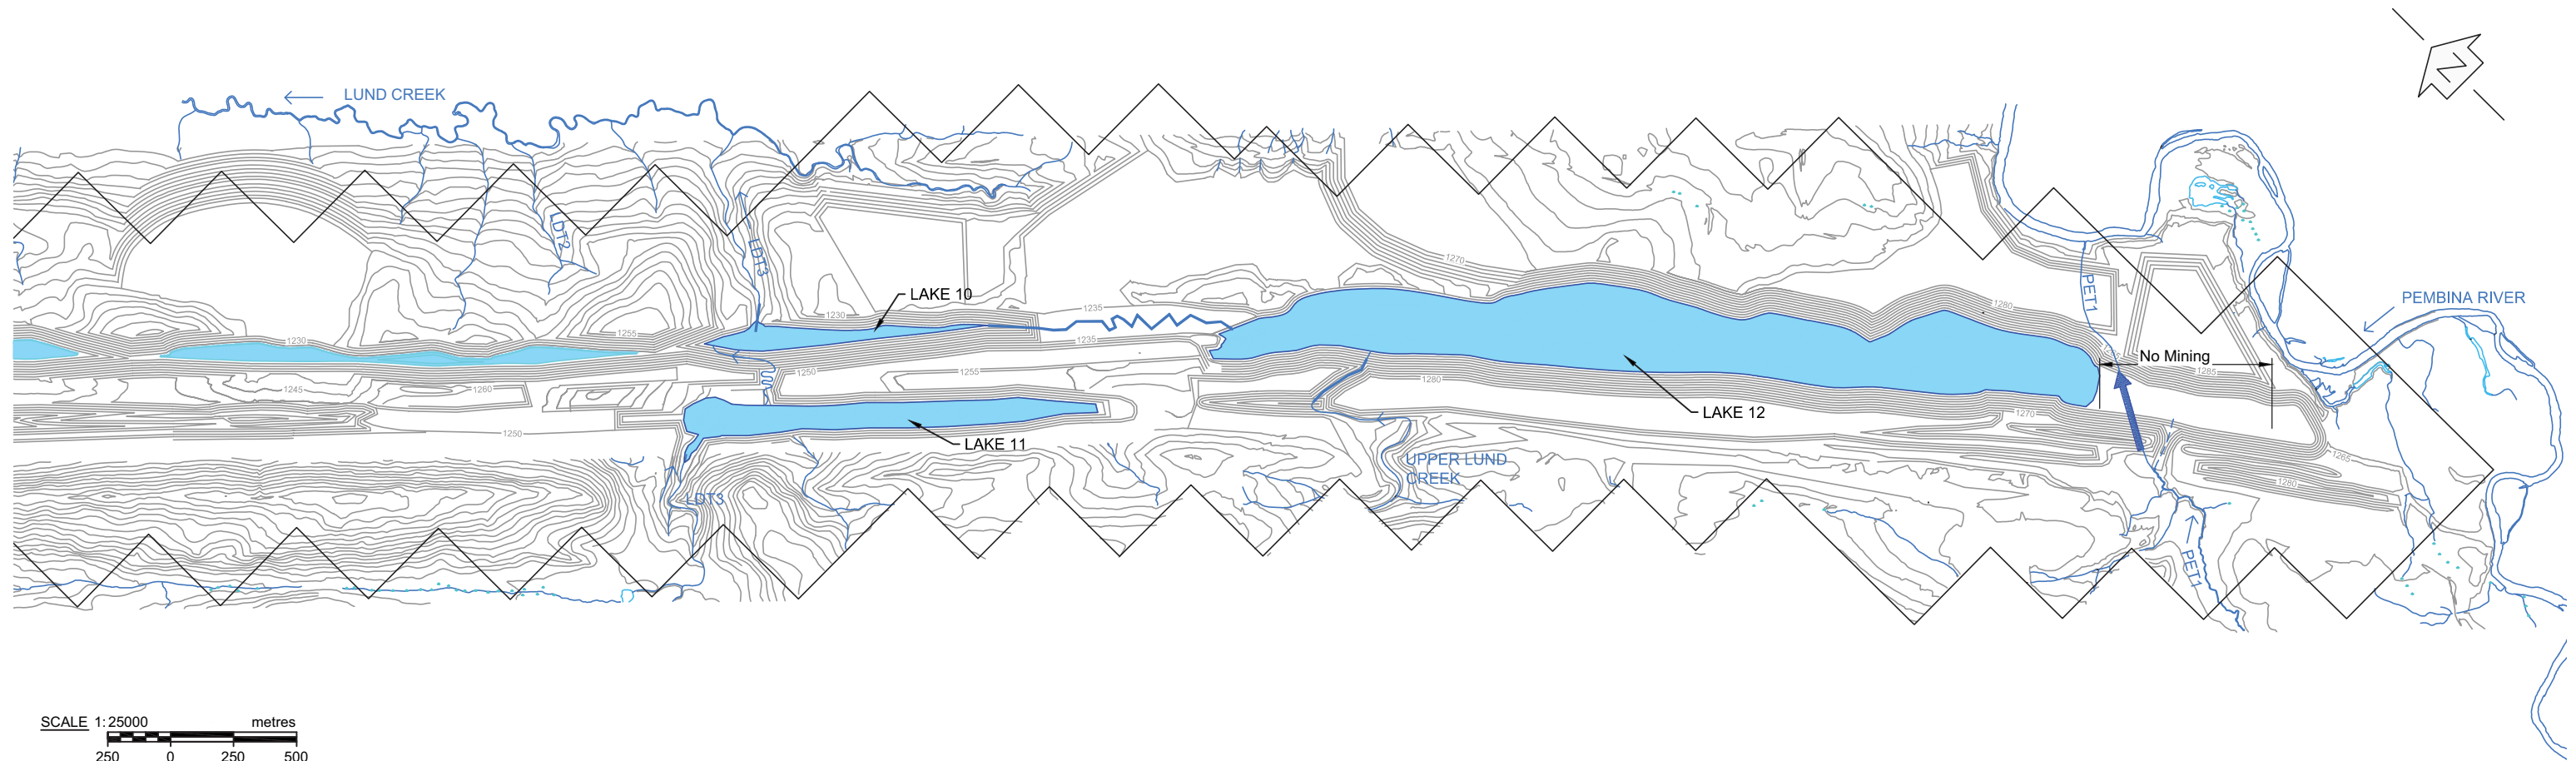 N
LUND CREEK
LDT2
LDT3
1270
PET1
PEMBINA RIVER
LAKE 10
1280
1235
1230
1255
1230
1235
No Mining
1285
1250
1255
1280
1245
1260
LAKE 12
1270
1250
LAKE 11
UPPER LUND
CREEK
1265
1280
LDT3
PET1
SCALE 1:25000 metres
250 0 250 500